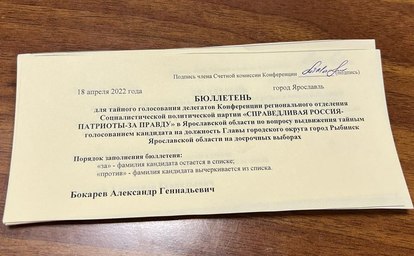 Подпись члена Счетной комиссии Конференции (подпись)
18 апреля 2022 года город Ярославль
БЮЛЛЕТЕНЬ
для тайного голосования делегатов Конференции регионального отделения
Социалистической политической партии «СПРАВЕДЛИВАЯ РОССИЯ-
ПАТРИОТЫ-ЗА ПРАВДУ» в Ярославской области по вопросу выдвижения тайным
голосованием кандидата на должность Главы городского округа город Рыбинск
Ярославской области на досрочных выборах
Порядок заполнения бюллетеня:
«за» - фамилия кандидата остается в списке;
«против» - фамилия кандидата вычеркивается из списка.
Бокарев Александр Геннадьевич